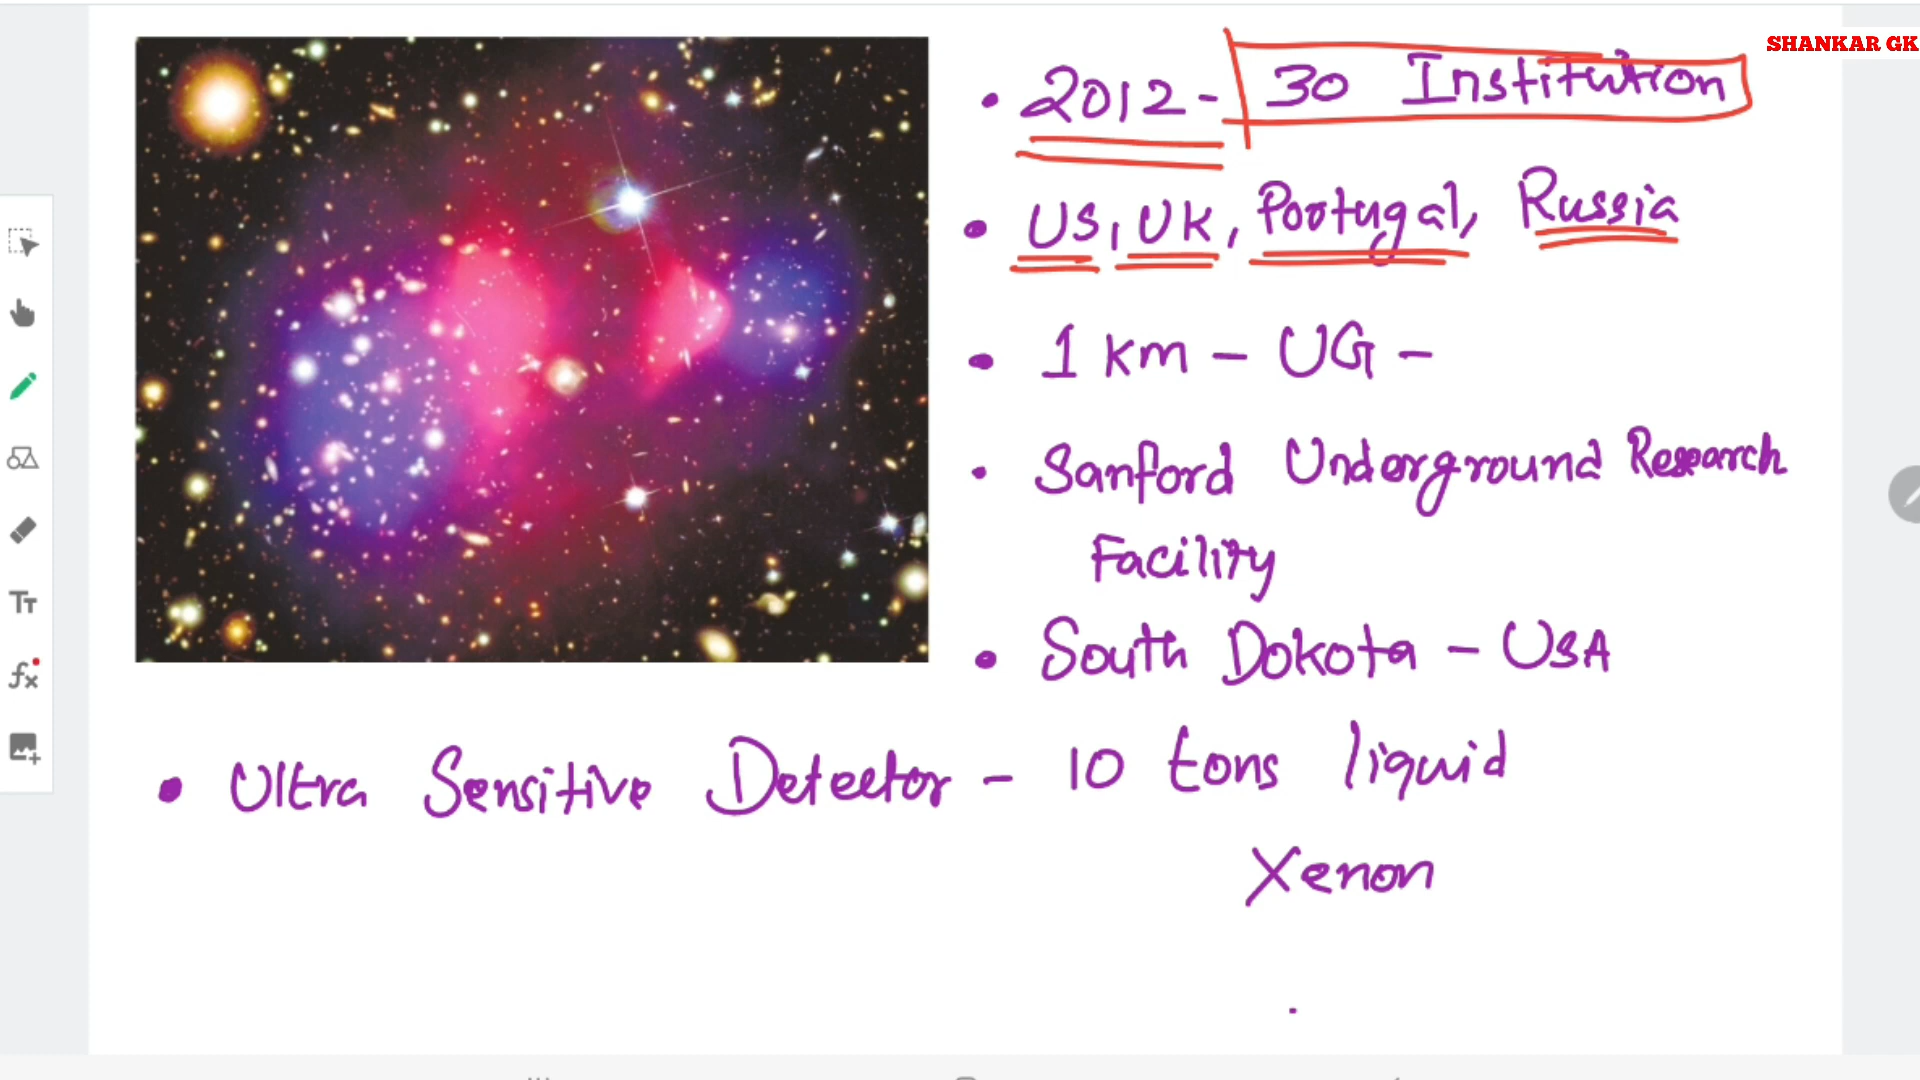 SHANKAR GK
• 2012 - 30 Institution
• US, UK, Portugal, Russia
• 1 km - UG -
• Sanford Underground Research
Facility
• South Dokota - USA
• Ultra Sensitive Detector - 10 tons liquid
Xenon